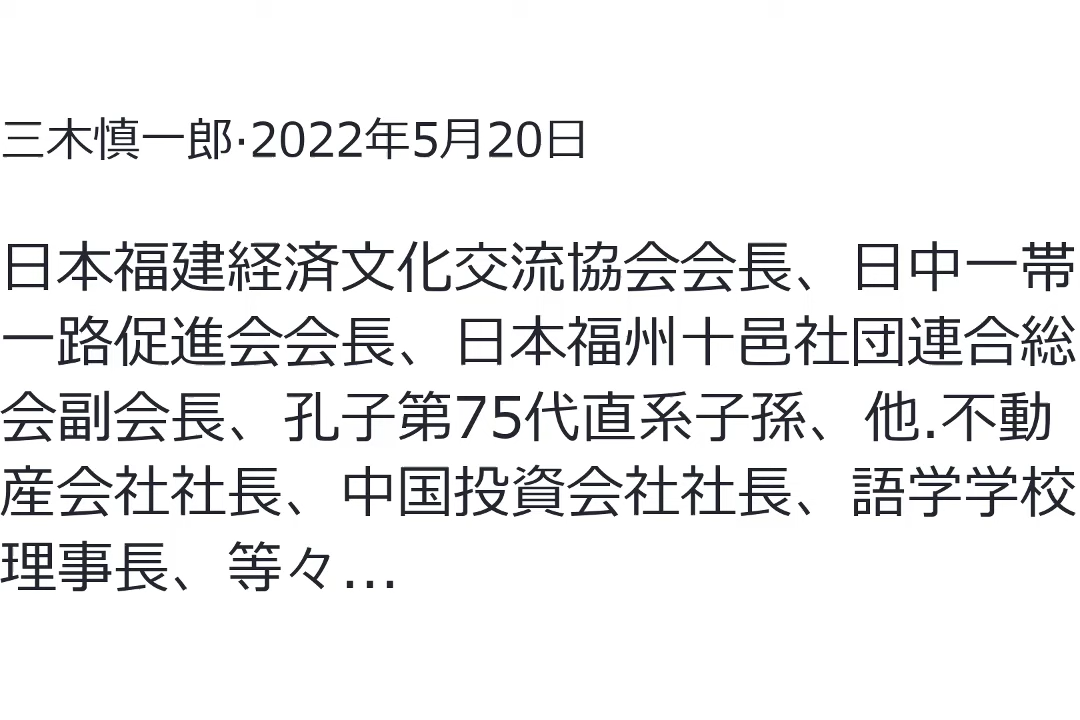 三木慎一郎·2022年5月20日
日本福建経済文化交流協会会長、日中一帯
一路促進会会長、日本福州十邑社団連合総
会副会長、孔子第75代直系子孫、他.不動
産会社社長、中国投資会社社長、語学学校
理事長、等々…